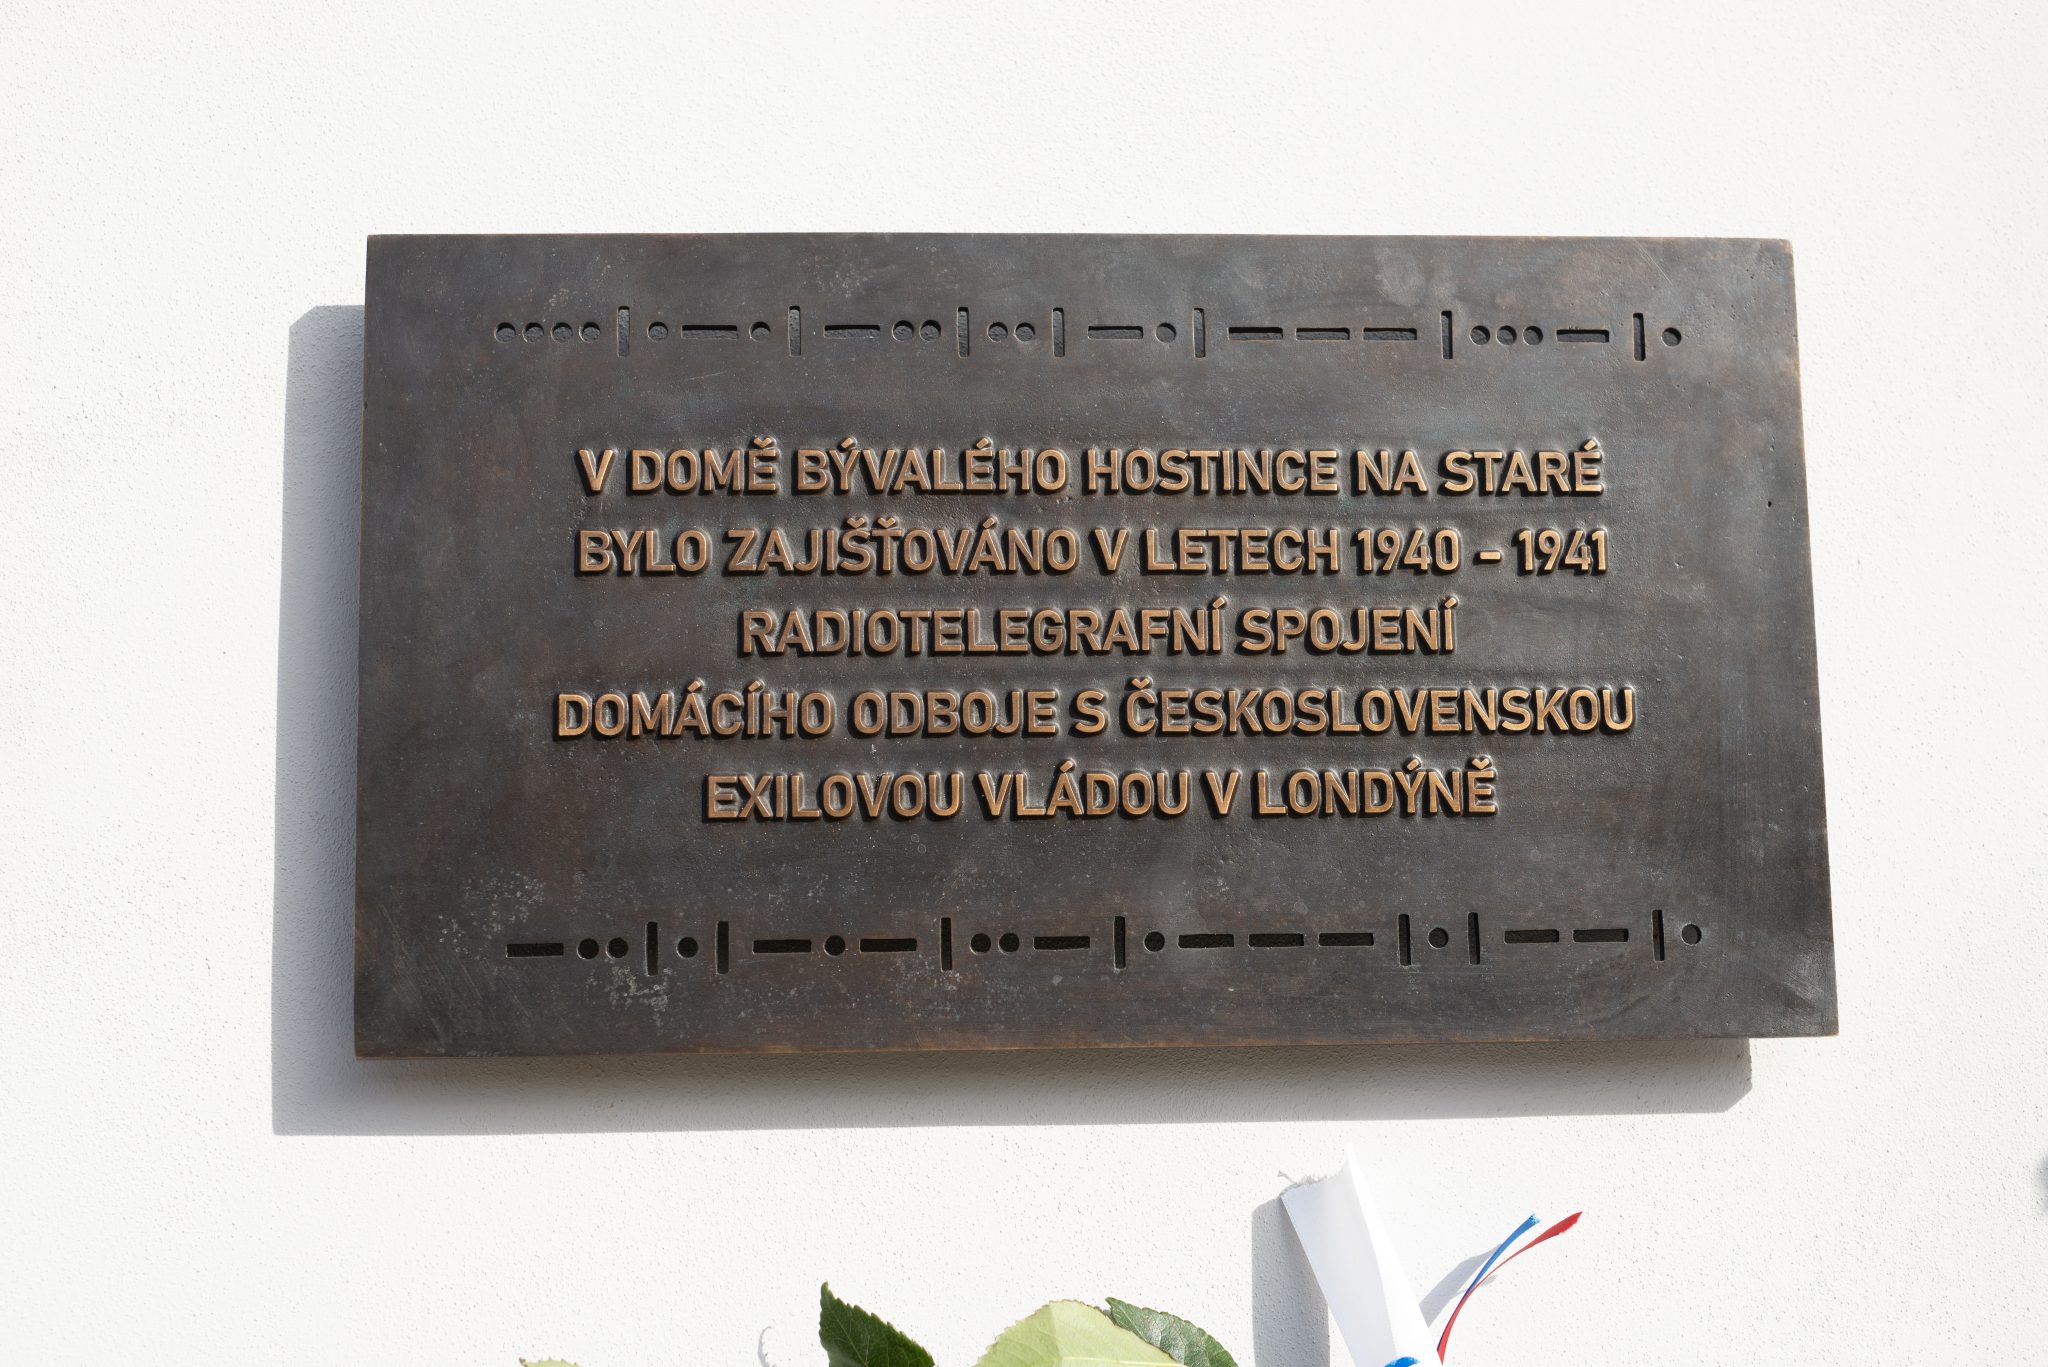 •••• | • — • | — •• | •• | — • | — — — | ••• — | •
V DOMĚ BÝVALÉHO HOSTINCE NA STARÉ
BYLO ZAJIŠŤOVÁNO V LETECH 1940 – 1941
RADIOTELEGRAFNÍ SPOJENÍ
DOMÁCÍHO ODBOJE S ČESKOSLOVENSKOU
EXILOVOU VLÁDOU V LONDÝNĚ
— •• | • | — • — | •• — | • — — — | • | — — | •